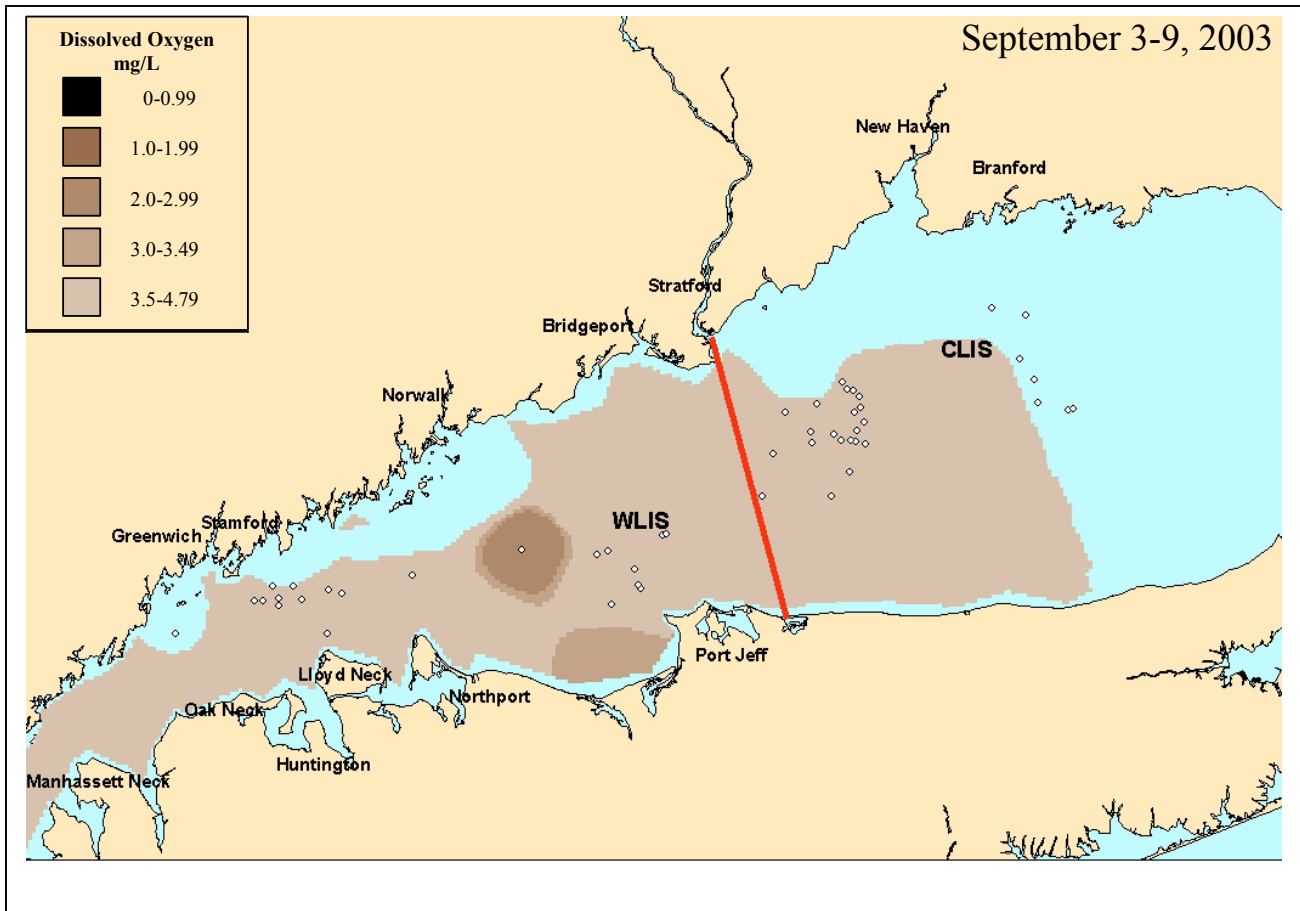 Dissolved Oxygen
mg/L
0-0.99
1.0-1.99
2.0-2.99
3.0-3.49
3.5-4.79
September 3-9, 2003
New Haven
Branford
Stratford
Bridgeport
CLIS
Norwalk
WLIS
Stamford
Greenwich
Port Jeff
Lloyd Neck
Northport
Oak Neck
Huntington
Manhassett Neck